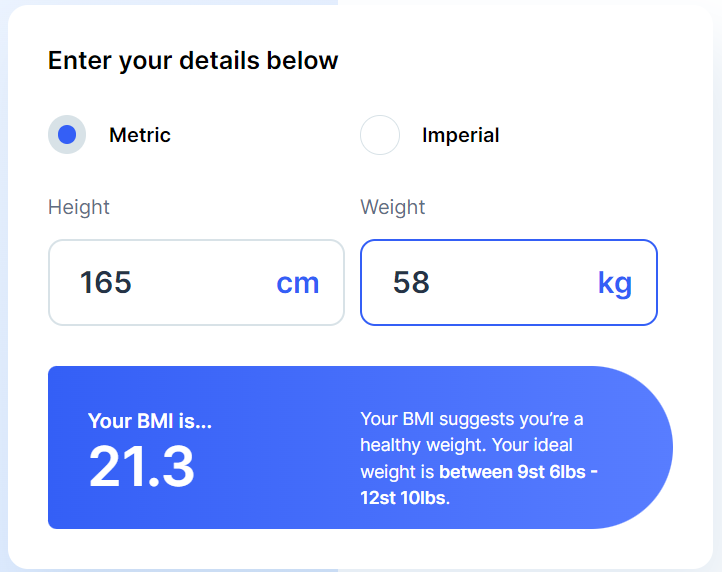 Enter your details below
Metric
Imperial
Height
Weight
165 cm
58 kg
Your BMI is...
21.3
Your BMI suggests you’re a
healthy weight. Your ideal
weight is between 9st 6lbs -
12st 10lbs.